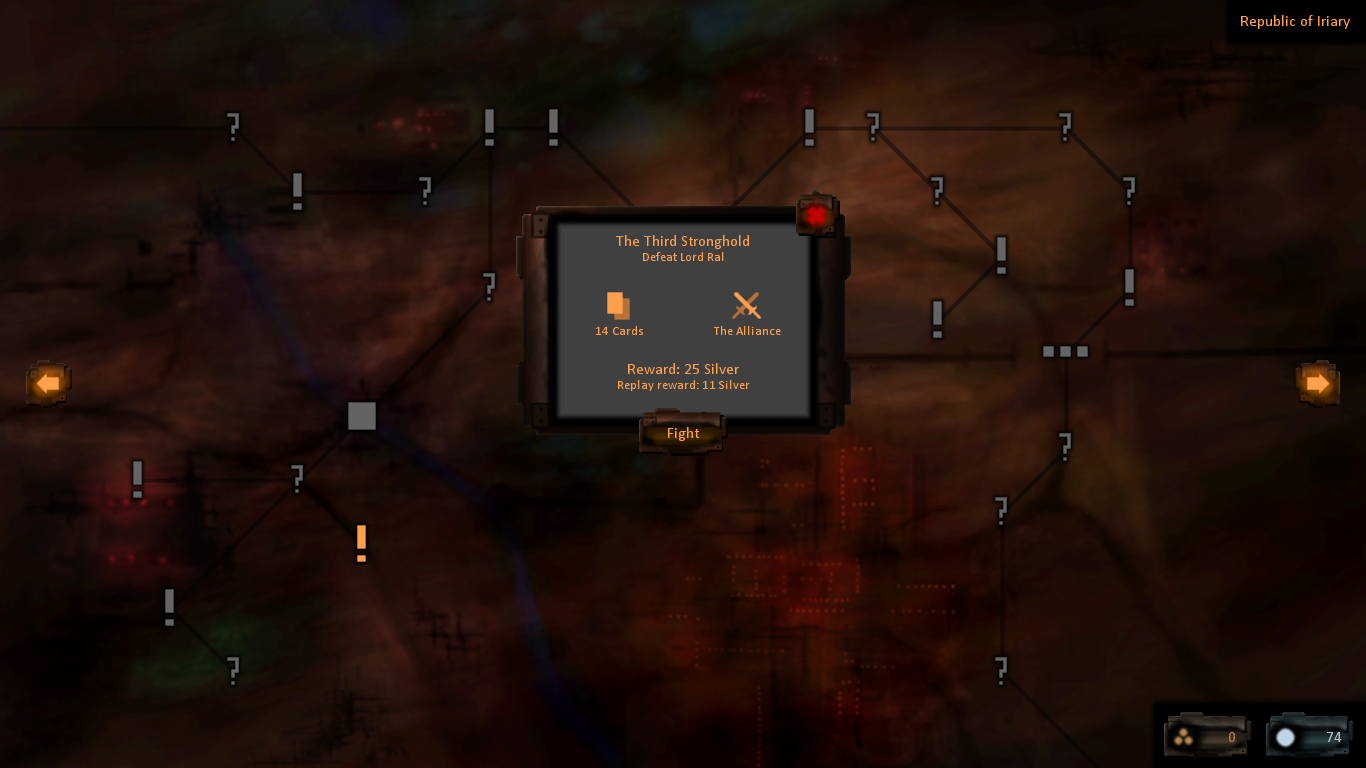 Republic of Iriary
The Third Stronghold
Defeat Lord Ral
14 Cards
The Alliance
Reward: 25 Silver
Replay reward: 11 Silver
Fight
0
74